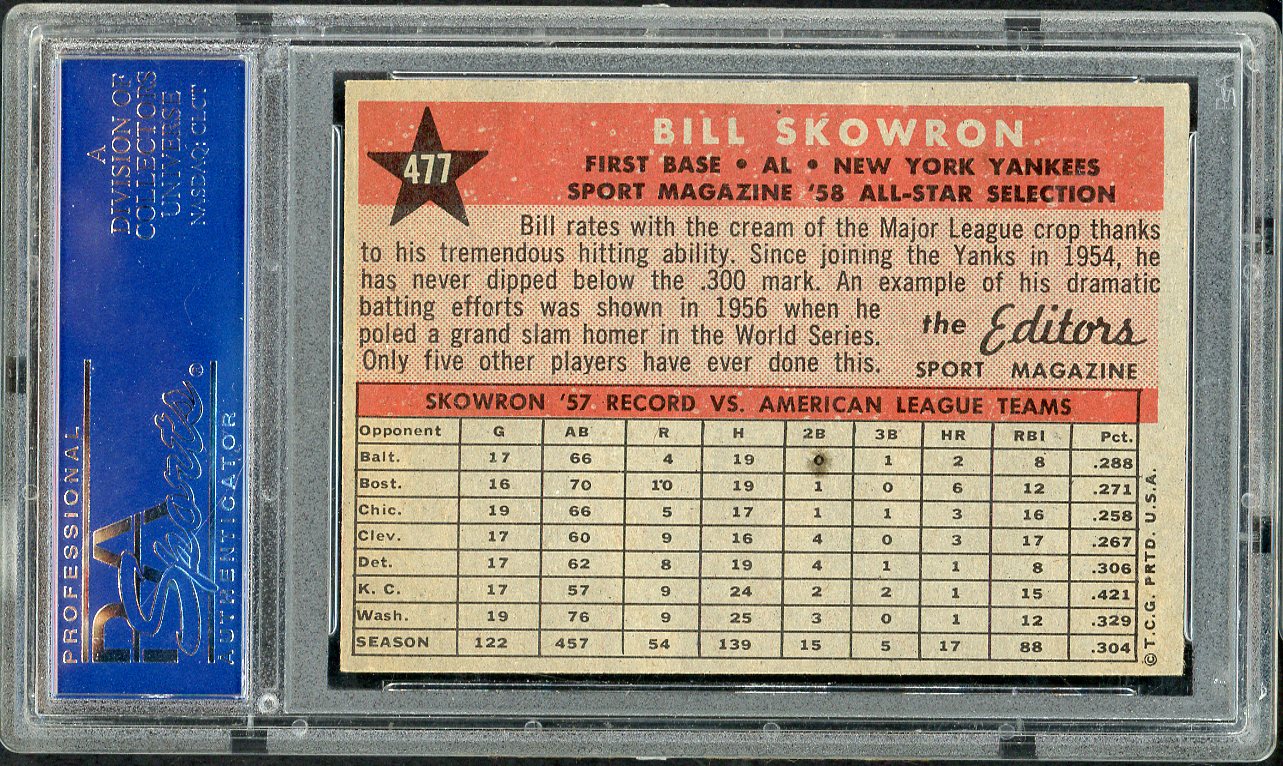 A
DIVISION OF
COLLECTORS
UNIVERSE
NASDAQ: CLCT
PROFESSIONAL
PSA
Sports®
AUTHENTICATOR
477
BILL SKOWRON
FIRST BASE • AL • NEW YORK YANKEES
SPORT MAGAZINE '58 ALL-STAR SELECTION
Bill rates with the cream of the Major League crop thanks
to his tremendous hitting ability. Since joining the Yanks in 1954, he
has never dipped below the .300 mark. An example of his dramatic
batting efforts was shown in 1956 when he
poled a grand slam homer in the World Series.
Only five other players have ever done this.
the Editors
SPORT MAGAZINE
SKOWRON '57 RECORD VS. AMERICAN LEAGUE TEAMS
Opponent G AB R H 2B 3B HR RBI Pct.
Balt. 17 66 4 19 0 1 2 8 .288
Bost. 16 70 10 19 1 0 6 12 .271
Chic. 19 66 5 17 1 1 3 16 .258
Clev. 17 60 9 16 4 0 3 17 .267
Det. 17 62 8 19 4 1 1 8 .306
K. C. 17 57 9 24 2 2 1 15 .421
Wash. 19 76 9 25 3 0 1 12 .329
SEASON 122 457 54 139 15 5 17 88 .304
© T.C.G. PRTD. U.S.A.